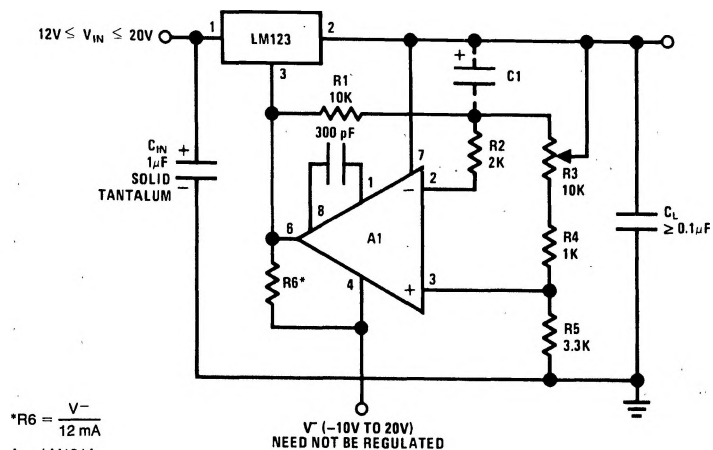 12V ≤ V_IN ≤ 20V
1
LM123
2
3
R1
10K
+
C1
300 pF
C_IN
1µF
SOLID
TANTALUM
+
−
8
1
7
R2
2K
2
−
R3
10K
6
A1
R4
1K
C_L
≥ 0.1µF
R6*
4
+
3
R5
3.3K
*R6 = V⁻
12 mA
V⁻ (−10V TO 20V)
NEED NOT BE REGULATED